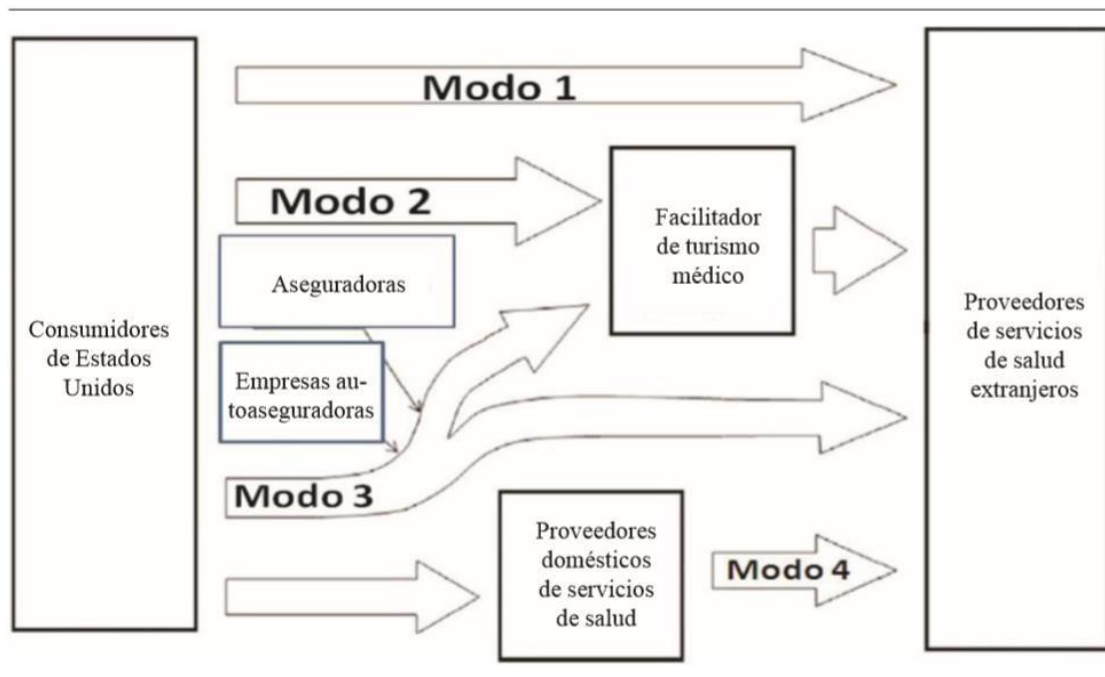 Consumidores
de Estados
Unidos
Modo 1
Modo 2
Facilitador
de turismo
médico
Aseguradoras
Empresas au-
toaseguradoras
Modo 3
Proveedores
domésticos
de servicios
de salud
Modo 4
Proveedores
de servicios
de salud
extranjeros